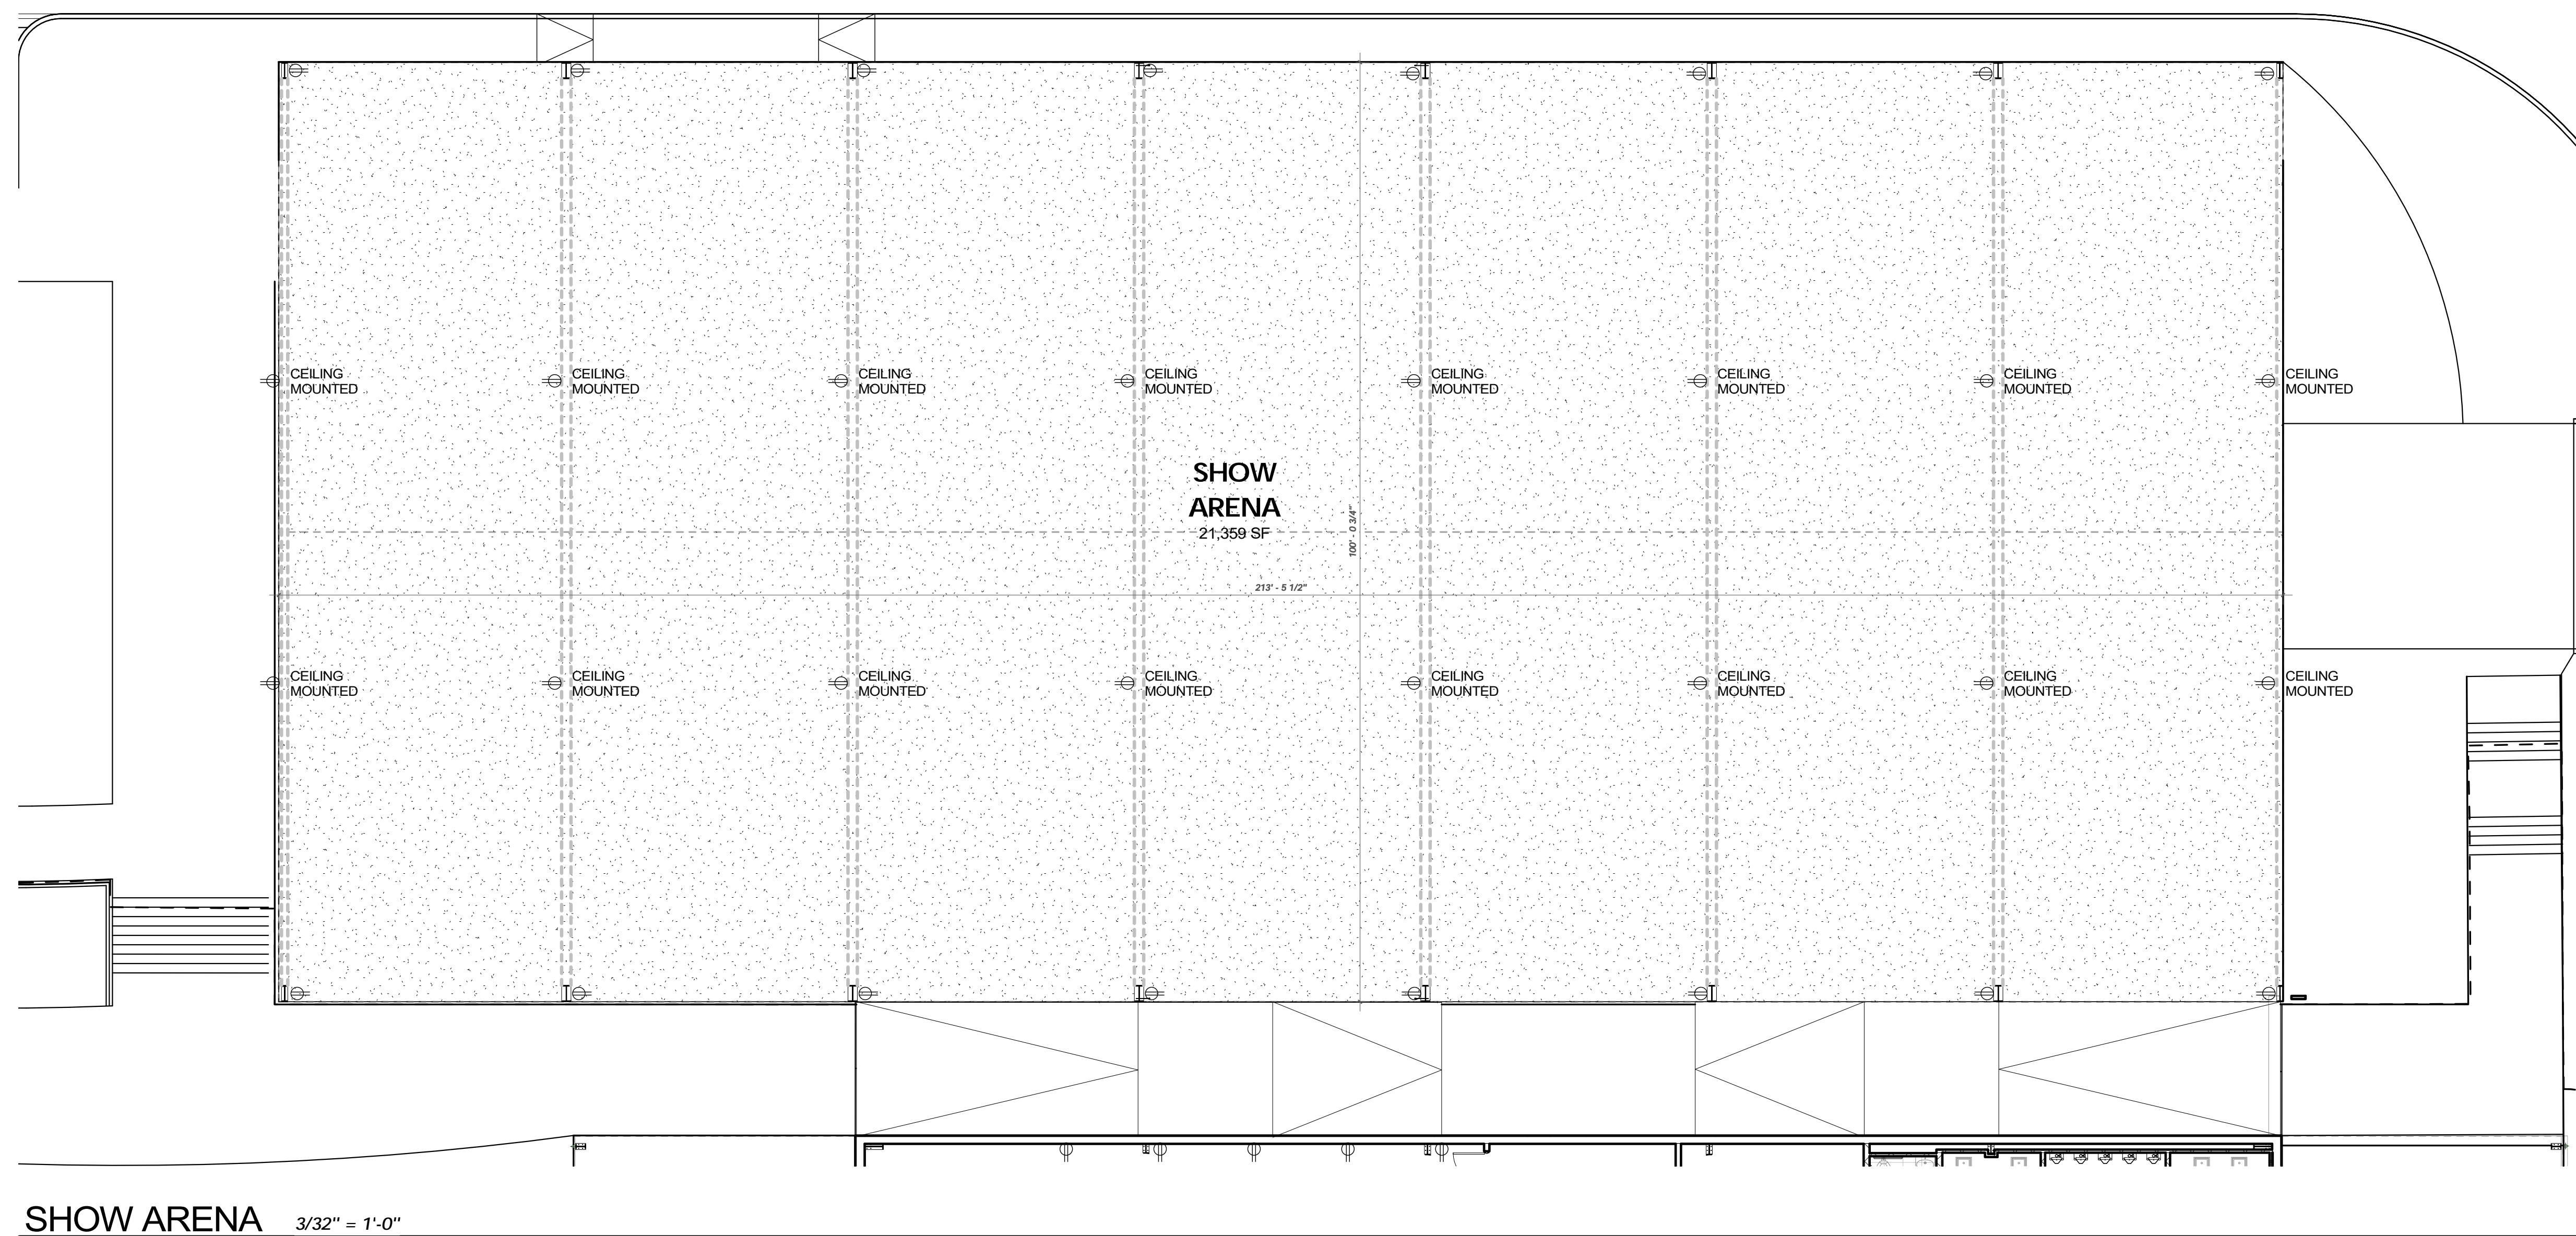 CEILING
MOUNTED
CEILING
MOUNTED
CEILING
MOUNTED
CEILING
MOUNTED
CEILING
MOUNTED
CEILING
MOUNTED
CEILING
MOUNTED
CEILING
MOUNTED
SHOW
ARENA
21,359 SF
100' 0 3/4"
213' - 5 1/2"
CEILING
MOUNTED
CEILING
MOUNTED
CEILING
MOUNTED
CEILING
MOUNTED
CEILING
MOUNTED
CEILING
MOUNTED
CEILING
MOUNTED
CEILING
MOUNTED
SHOW ARENA 3/32" = 1'-0"